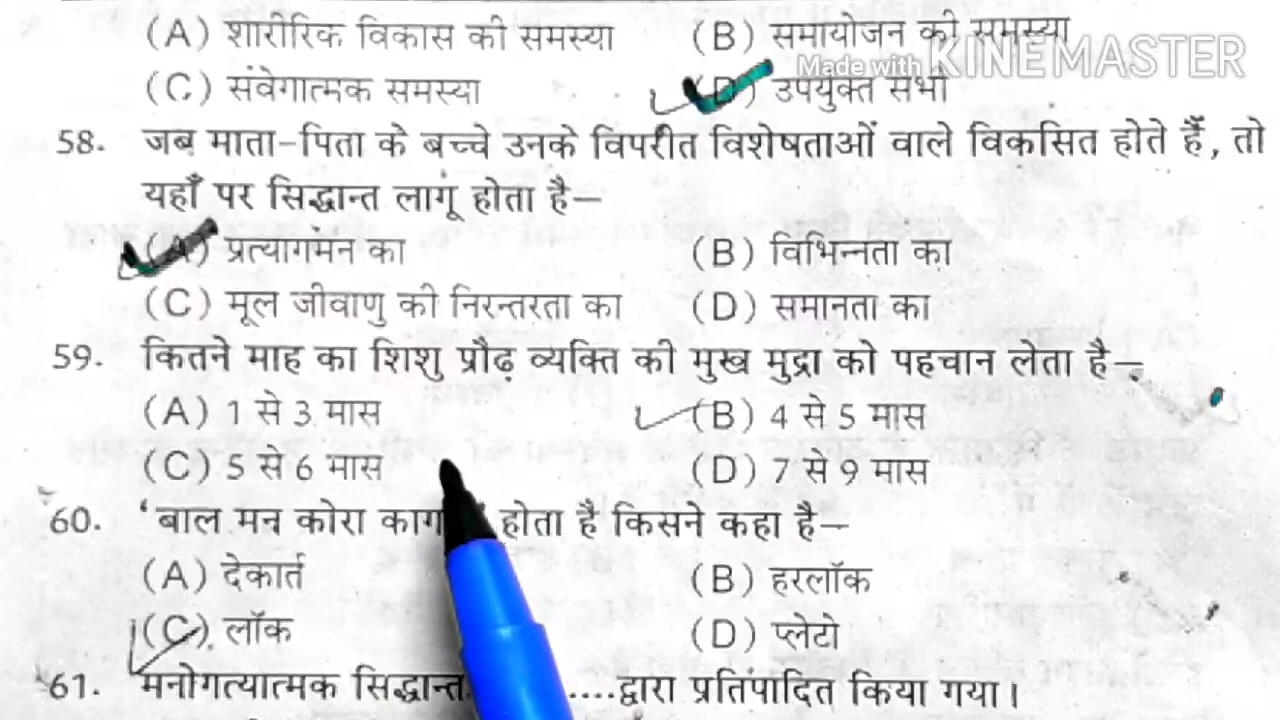 (A) शारीरिक विकास की समस्या (B) समायोजन की समस्या
Made with KINEMASTER
(C) संवेगात्मक समस्या (D) उपयुक्त सभी
58. जब माता-पिता के बच्चे उनके विपरीत विशेषताओं वाले विकसित होते हैं, तो
यहाँ पर सिद्धान्त लागूं होता है–
(A) प्रत्यागमन का (B) विभिन्नता का
(C) मूल जीवाणु की निरन्तरता का (D) समानता का
59. कितने माह का शिशु प्रौढ़ व्यक्ति की मुख मुद्रा को पहचान लेता है–
(A) 1 से 3 मास (B) 4 से 5 मास
(C) 5 से 6 मास (D) 7 से 9 मास
60. 'बाल मन कोरा होता है किसने कहा है–
(A) देकार्त (B) हरलॉक
(C) लॉक (D) प्लेटो
61. मनोगत्यात्मक सिद्धान्त ....द्वारा प्रतिपादित किया गया।